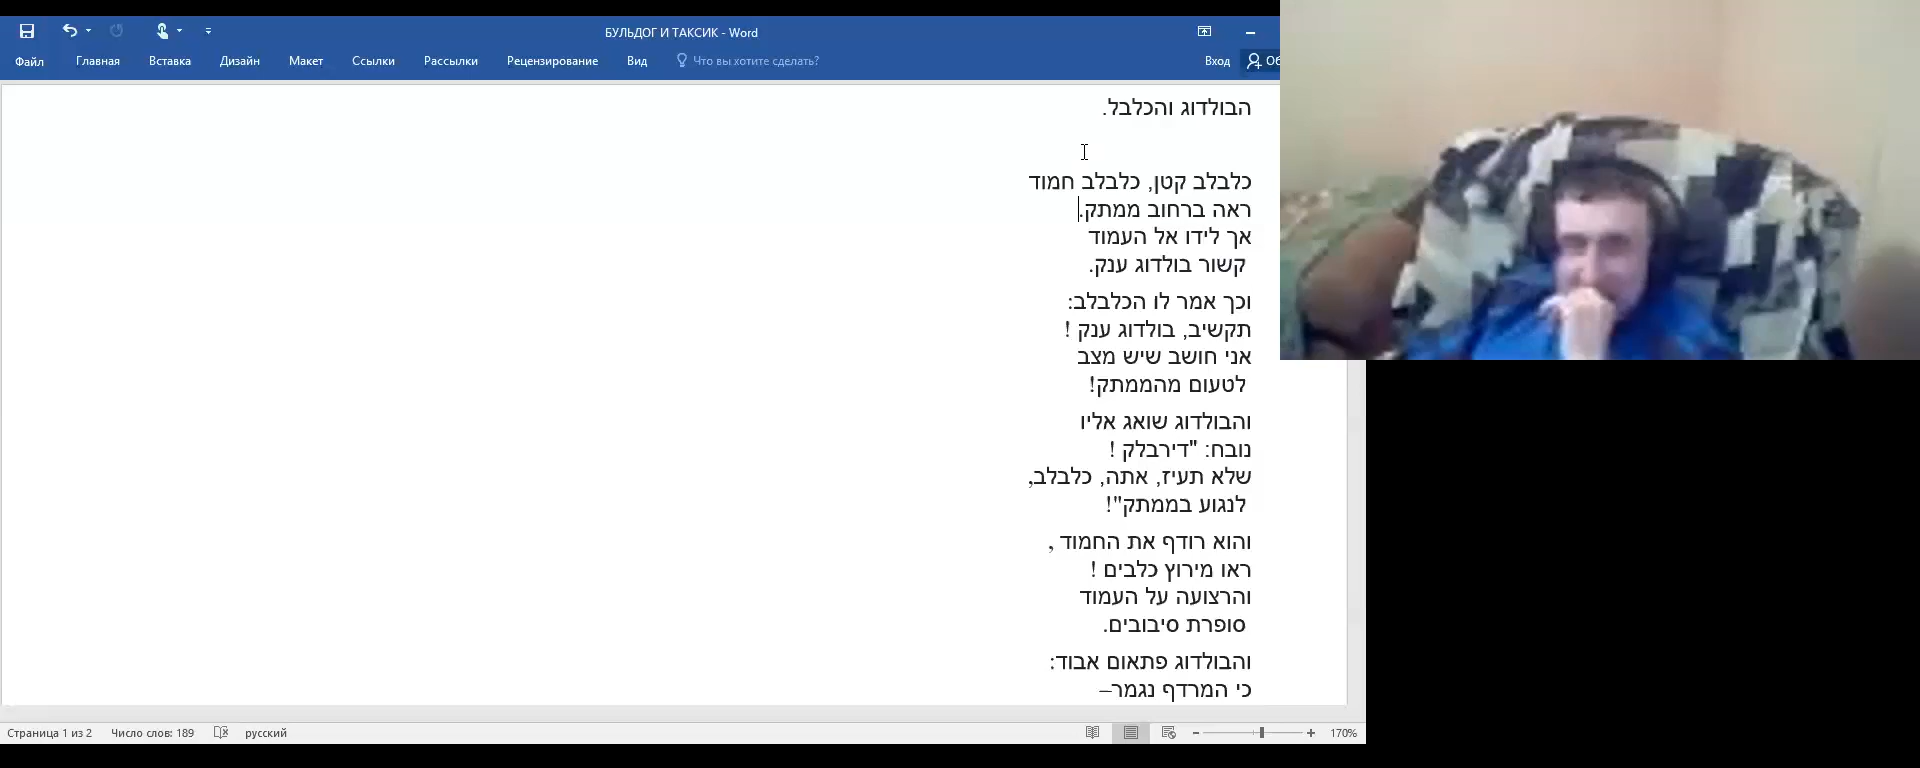 БУЛЬДОГ И ТАКСИК - Word
Файл Главная Вставка Дизайн Макет Ссылки Рассылки Рецензирование Вид Что вы хотите сделать? Вход Об
הבולדוג והכלבל.
כלבלב קטן, כלבלב חמוד
ראה ברחוב ממתק.
אך לידו אל העמוד
קשור בולדוג ענק.
וכך אמר לו הכלבלב:
תקשיב, בולדוג ענק !
אני חושב שיש מצב
לטעום מהממתק!
והבולדוג שואג אליו
נובח: "דירבלק !
שלא תעיז, אתה, כלבלב,
לנגוע בממתק"!
והוא רודף את החמוד ,
ראו מירוץ כלבים !
והרצועה על העמוד
סופרת סיבובים.
והבולדוג פתאום אבוד:
כי המרדף נגמר–
Страница 1 из 2 Число слов: 189 русский 170%